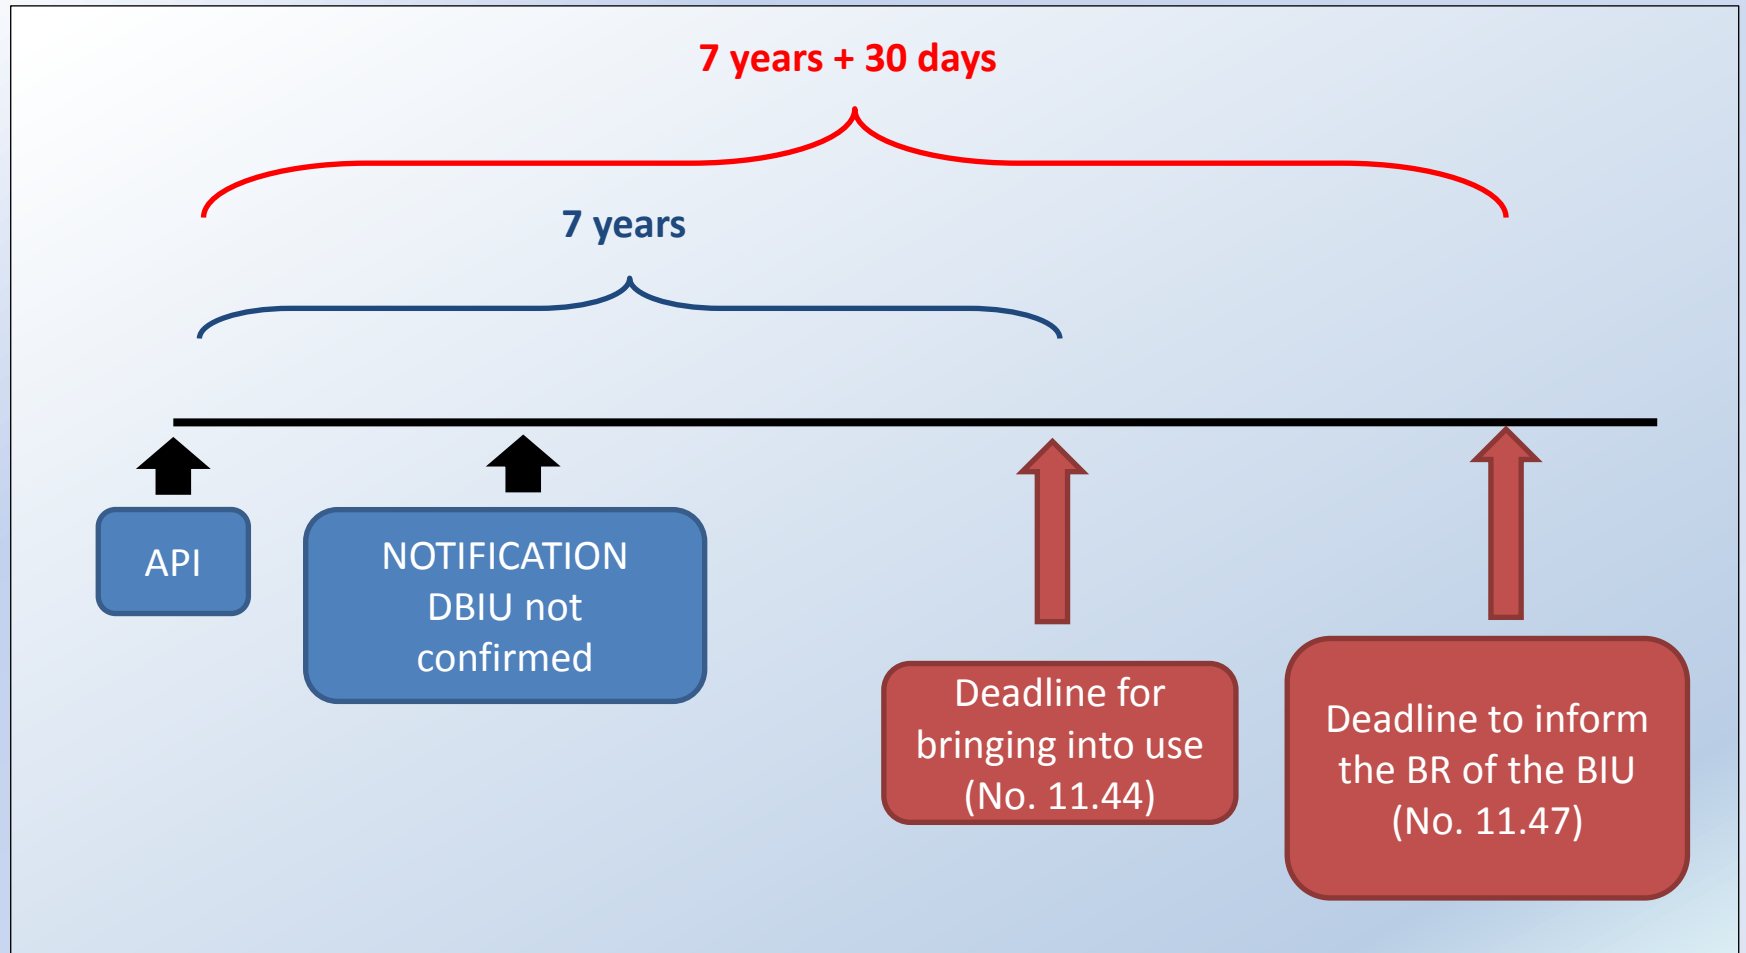 7 years + 30 days
7 years
API
NOTIFICATION
DBIU not
confirmed
Deadline for
bringing into use
(No. 11.44)
Deadline to inform
the BR of the BIU
(No. 11.47)